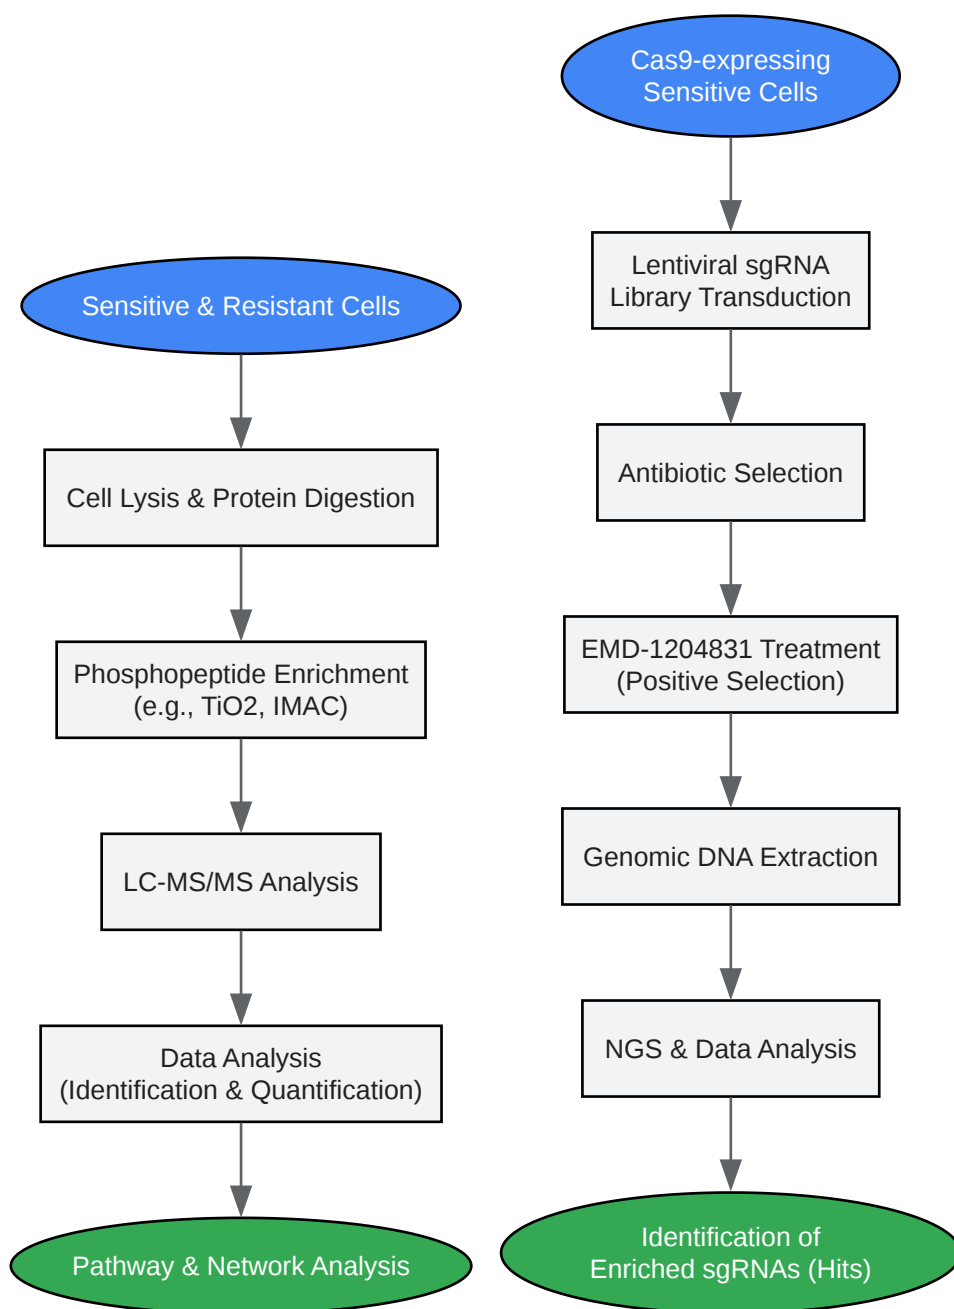 Sensitive & Resistant Cells
Cell Lysis & Protein Digestion
Phosphopeptide Enrichment
(e.g., TiO2, IMAC)
LC-MS/MS Analysis
Data Analysis
(Identification & Quantification)
Pathway & Network Analysis
Cas9-expressing
Sensitive Cells
Lentiviral sgRNA
Library Transduction
Antibiotic Selection
EMD-1204831 Treatment
(Positive Selection)
Genomic DNA Extraction
NGS & Data Analysis
Identification of
Enriched sgRNAs (Hits)